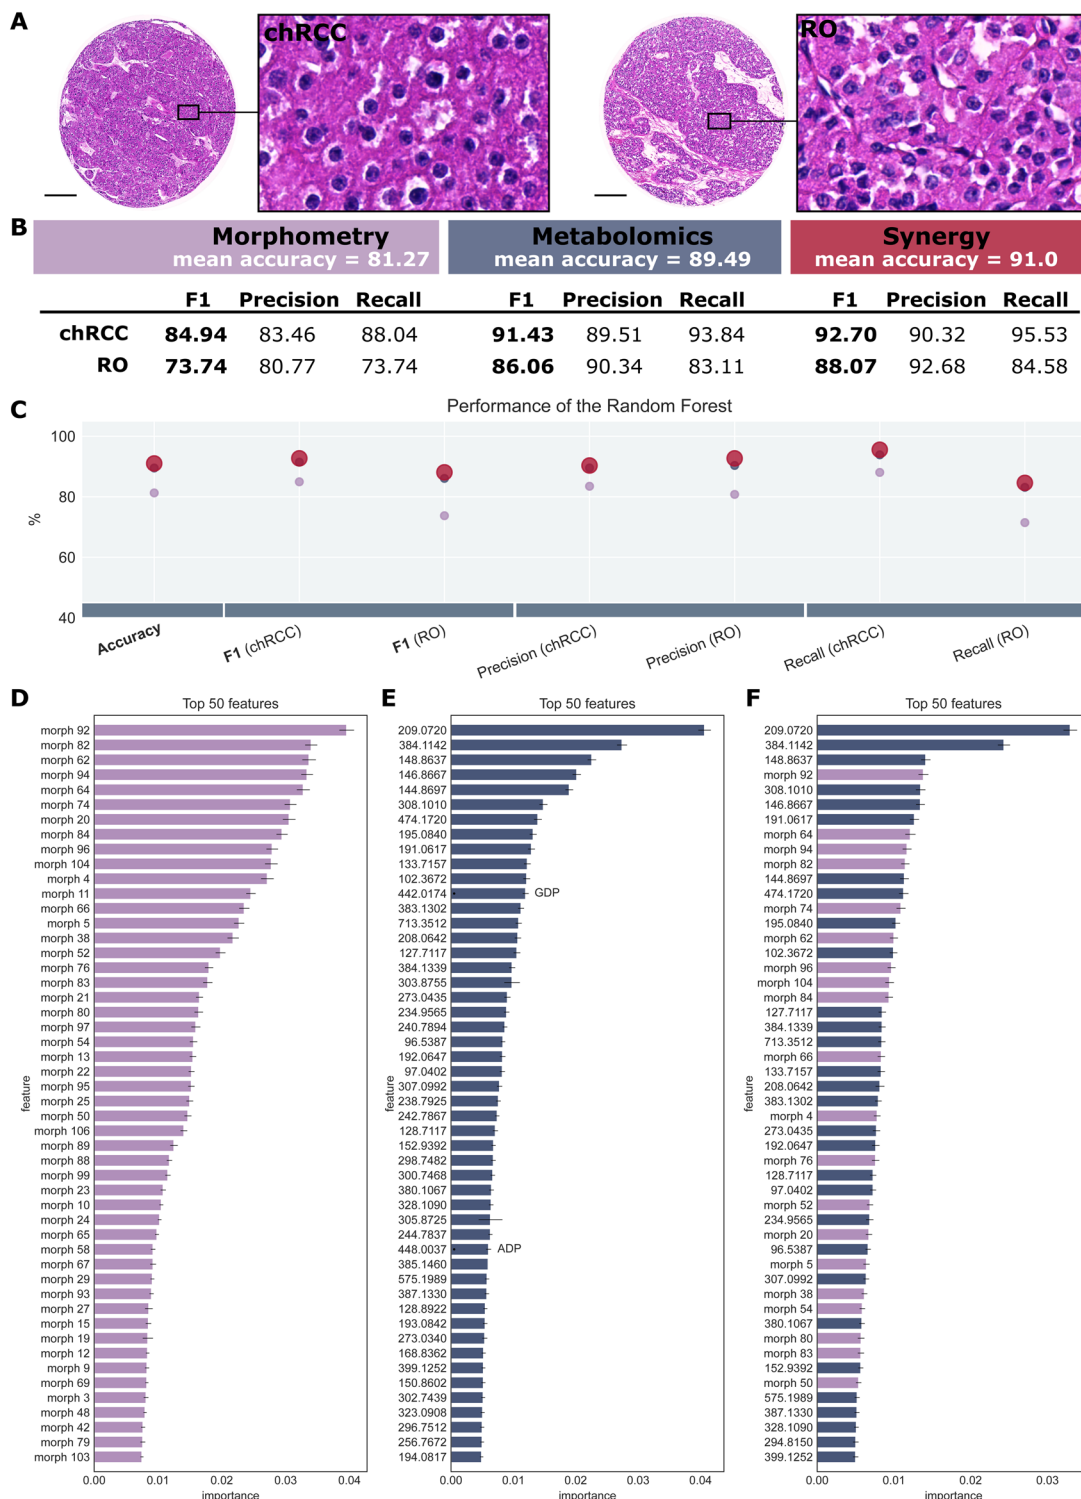 A
chRCC
RO
B
Morphometry
mean accuracy = 81.27
Metabolomics
mean accuracy = 89.49
Synergy
mean accuracy = 91.0
F1 Precision Recall F1 Precision Recall F1 Precision Recall
chRCC 84.94 83.46 88.04 91.43 89.51 93.84 92.70 90.32 95.53
RO 73.74 80.77 73.74 86.06 90.34 83.11 88.07 92.68 84.58
C
Performance of the Random Forest
100
80
60
40
%
Accuracy
F1 (chRCC)
F1 (RO)
Precision (chRCC)
Precision (RO)
Recall (chRCC)
Recall (RO)
D
Top 50 features
morph 92
morph 82
morph 62
morph 94
morph 64
morph 74
morph 20
morph 84
morph 96
morph 104
morph 4
morph 11
morph 66
morph 5
morph 38
morph 52
morph 76
morph 83
morph 21
morph 80
morph 97
morph 54
morph 13
morph 22
morph 95
morph 25
morph 50
morph 106
morph 89
morph 88
morph 99
morph 23
morph 10
morph 24
morph 65
morph 58
morph 67
morph 29
morph 93
morph 27
morph 15
morph 19
morph 12
morph 9
morph 69
morph 3
morph 48
morph 42
morph 79
morph 103
feature
0.00 0.01 0.02 0.03 0.04
importance
E
Top 50 features
209.0720
384.1142
148.8637
146.8667
144.8697
308.1010
474.1720
195.0840
191.0617
133.7157
102.3672
442.0174 GDP
383.1302
713.3512
208.0642
127.7117
384.1339
303.8755
273.0435
234.9565
240.7894
96.5387
192.0647
97.0402
307.0992
238.7925
242.7867
128.7117
152.9392
298.7482
300.7468
380.1067
328.1090
305.8725
244.7837
448.0037 ADP
385.1460
575.1989
387.1330
128.8922
193.0842
273.0340
168.8362
399.1252
150.8602
302.7439
323.0908
296.7512
256.7672
194.0817
feature
0.00 0.01 0.02 0.03 0.04
importance
F
Top 50 features
209.0720
384.1142
148.8637
morph 92
308.1010
146.8667
191.0617
morph 64
morph 94
morph 82
144.8697
474.1720
morph 74
195.0840
morph 62
102.3672
morph 96
morph 104
morph 84
127.7117
384.1339
713.3512
morph 66
133.7157
208.0642
383.1302
morph 4
273.0435
192.0647
morph 76
128.7117
97.0402
morph 52
234.9565
morph 20
96.5387
morph 5
307.0992
morph 38
morph 54
380.1067
morph 80
morph 83
152.9392
morph 50
575.1989
387.1330
328.1090
294.8150
399.1252
feature
0.00 0.01 0.02 0.03
importance